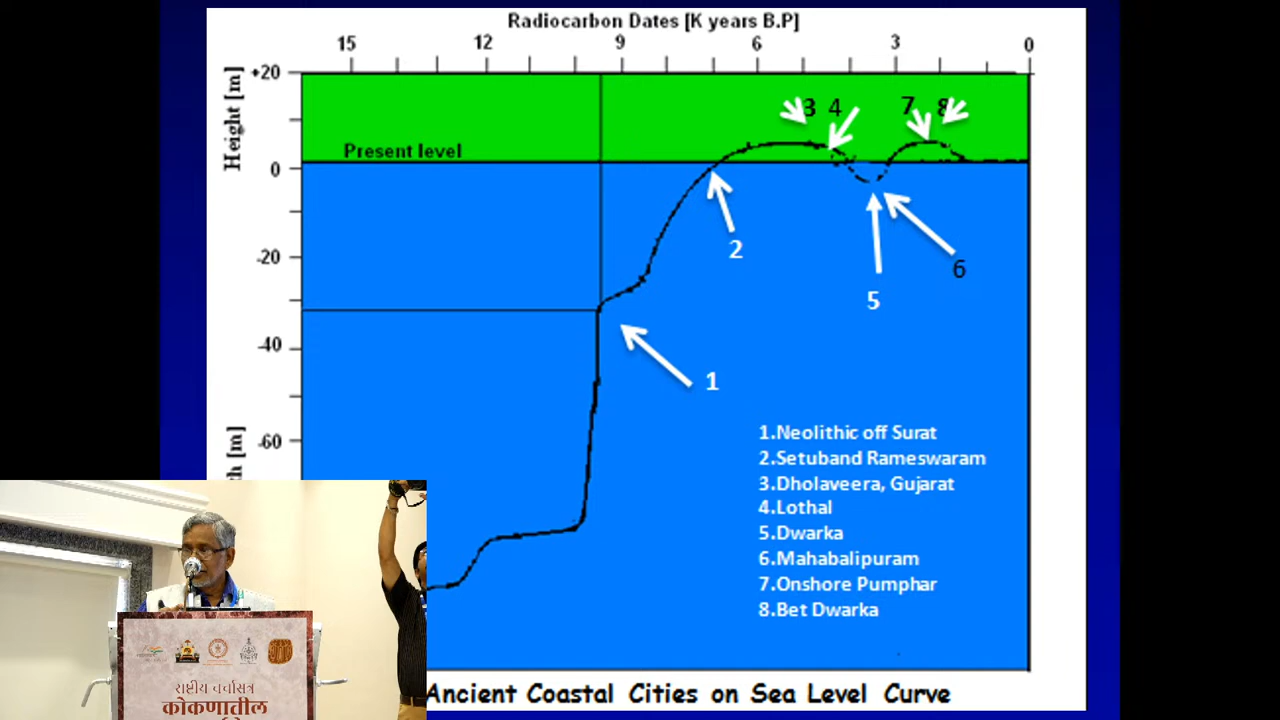 Radiocarbon Dates [K years B.P]
15 12 9 6 3 0
Height [m]
+20
0
-20
-40
-60
Present level
3 4 7 8
2
5
6
1
1.Neolithic off Surat
2.Setuband Rameswaram
3.Dholaveera, Gujarat
4.Lothal
5.Dwarka
6.Mahabalipuram
7.Onshore Pumphar
8.Bet Dwarka
Ancient Coastal Cities on Sea Level Curve
राष्ट्रीय चर्चासत्र
कोकणातील